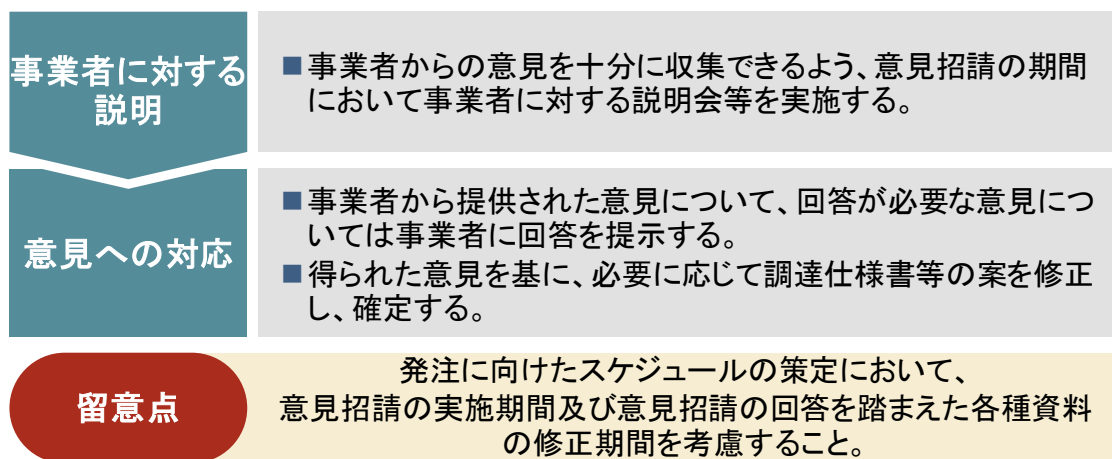 事業者に対する
説明
■事業者からの意見を十分に収集できるよう、意見招請の期間
において事業者に対する説明会等を実施する。
意見への対応
■事業者から提供された意見について、回答が必要な意見につ
いては事業者に回答を提示する。
■得られた意見を基に、必要に応じて調達仕様書等の案を修正
し、確定する。
留意点
発注に向けたスケジュールの策定において、
意見招請の実施期間及び意見招請の回答を踏まえた各種資料
の修正期間を考慮すること。